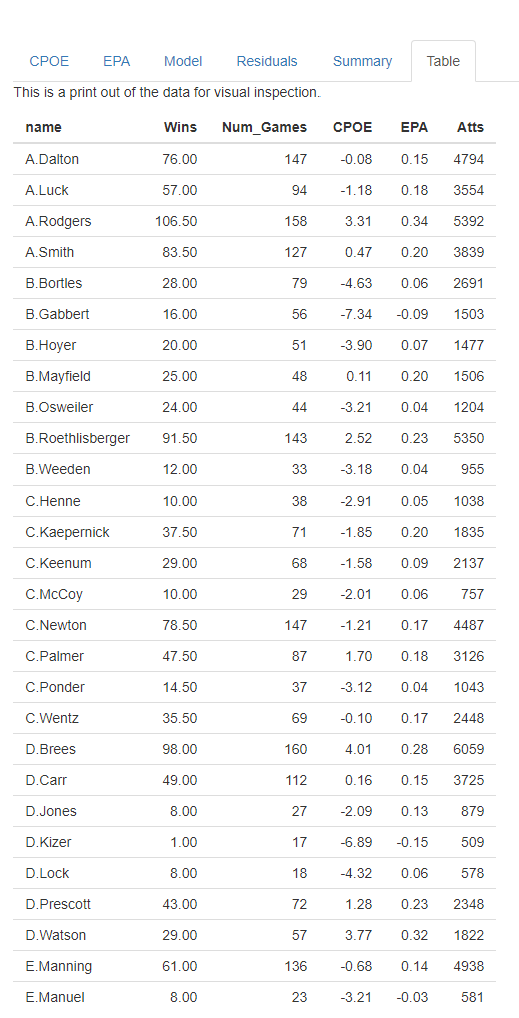 CPOE EPA Model Residuals Summary Table
This is a print out of the data for visual inspection.
name Wins Num_Games CPOE EPA Atts
A.Dalton 76.00 147 -0.08 0.15 4794
A.Luck 57.00 94 -1.18 0.18 3554
A.Rodgers 106.50 158 3.31 0.34 5392
A.Smith 83.50 127 0.47 0.20 3839
B.Bortles 28.00 79 -4.63 0.06 2691
B.Gabbert 16.00 56 -7.34 -0.09 1503
B.Hoyer 20.00 51 -3.90 0.07 1477
B.Mayfield 25.00 48 0.11 0.20 1506
B.Osweiler 24.00 44 -3.21 0.04 1204
B.Roethlisberger 91.50 143 2.52 0.23 5350
B.Weeden 12.00 33 -3.18 0.04 955
C.Henne 10.00 38 -2.91 0.05 1038
C.Kaepernick 37.50 71 -1.85 0.20 1835
C.Keenum 29.00 68 -1.58 0.09 2137
C.McCoy 10.00 29 -2.01 0.06 757
C.Newton 78.50 147 -1.21 0.17 4487
C.Palmer 47.50 87 1.70 0.18 3126
C.Ponder 14.50 37 -3.12 0.04 1043
C.Wentz 35.50 69 -0.10 0.17 2448
D.Brees 98.00 160 4.01 0.28 6059
D.Carr 49.00 112 0.16 0.15 3725
D.Jones 8.00 27 -2.09 0.13 879
D.Kizer 1.00 17 -6.89 -0.15 509
D.Lock 8.00 18 -4.32 0.06 578
D.Prescott 43.00 72 1.28 0.23 2348
D.Watson 29.00 57 3.77 0.32 1822
E.Manning 61.00 136 -0.68 0.14 4938
E.Manuel 8.00 23 -3.21 -0.03 581